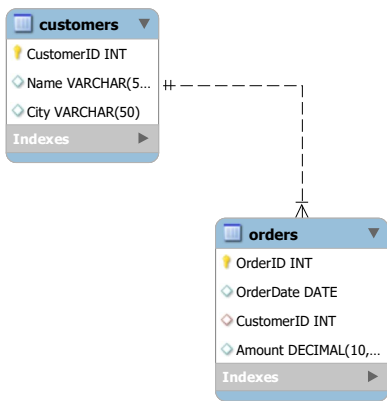 customers
CustomerID INT
Name VARCHAR(5...
City VARCHAR(50)
Indexes
orders
OrderID INT
OrderDate DATE
CustomerID INT
Amount DECIMAL(10,...
Indexes